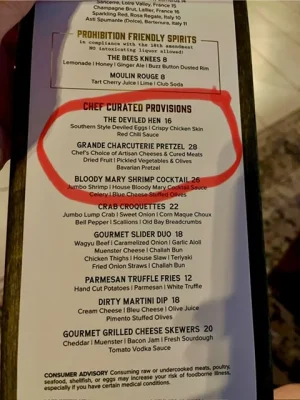 Sancerre, Loire Valley, France 15
Champagne Brut, Laffier, France 16
Sparkling Red, Rosa Regale, Italy 10
Asti Spumante (Dolce), Bartenura, Italy 11
PROHIBITION FRIENDLY SPIRITS
in compliance with the 18th amendment
no intoxicating liquor allowed!
THE BEES KNEES 8
Lemonade | Honey | Ginger Ale | Buzz Button Dusted Rim
MOULIN ROUGE 8
Tart Cherry Juice | Lime | Club Soda
CHEF CURATED PROVISIONS
THE DEVILED HEN 16
Southern Style Deviled Eggs | Crispy Chicken Skin
Red Chili Sauce
GRANDE CHARCUTERIE PRETZEL 28
Chef's Choice of Artisan Cheeses & Cured Meats
Dried Fruit | Pickled Vegetables & Olives
Bavarian Pretzel
BLOODY MARY SHRIMP COCKTAIL 26
Jumbo Shrimp | House Bloody Mary Cocktail Sauce
Celery | Blue Cheese Stuffed Olives
CRAB CROQUETTES 22
Jumbo Lump Crab | Sweet Onion | Corn Maque Choux
Bell Pepper | Scallions | Old Bay Breadcrumbs
GOURMET SLIDER DUO 18
Wagyu Beef | Caramelized Onion | Garlic Aioli
Muenster Cheese | Challah Bun
Chicken Thighs | House Slaw | Teriyaki
Fried Onion Straws | Challah Bun
PARMESAN TRUFFLE FRIES 12
Hand Cut Potatoes | Parmesan | White Truffle
DIRTY MARTINI DIP 18
Cream Cheese | Bleu Cheese | Olive Juice
Pimento Stuffed Olives
GOURMET GRILLED CHEESE SKEWERS 20
Cheddar | Muenster | Bacon Jam | Fresh Sourdough
Tomato Vodka Sauce
CONSUMER ADVISORY Consuming raw or undercooked meats, poultry,
seafood, shellfish, or eggs may increase your risk of foodborne illness,
especially if you have certain medical conditions.